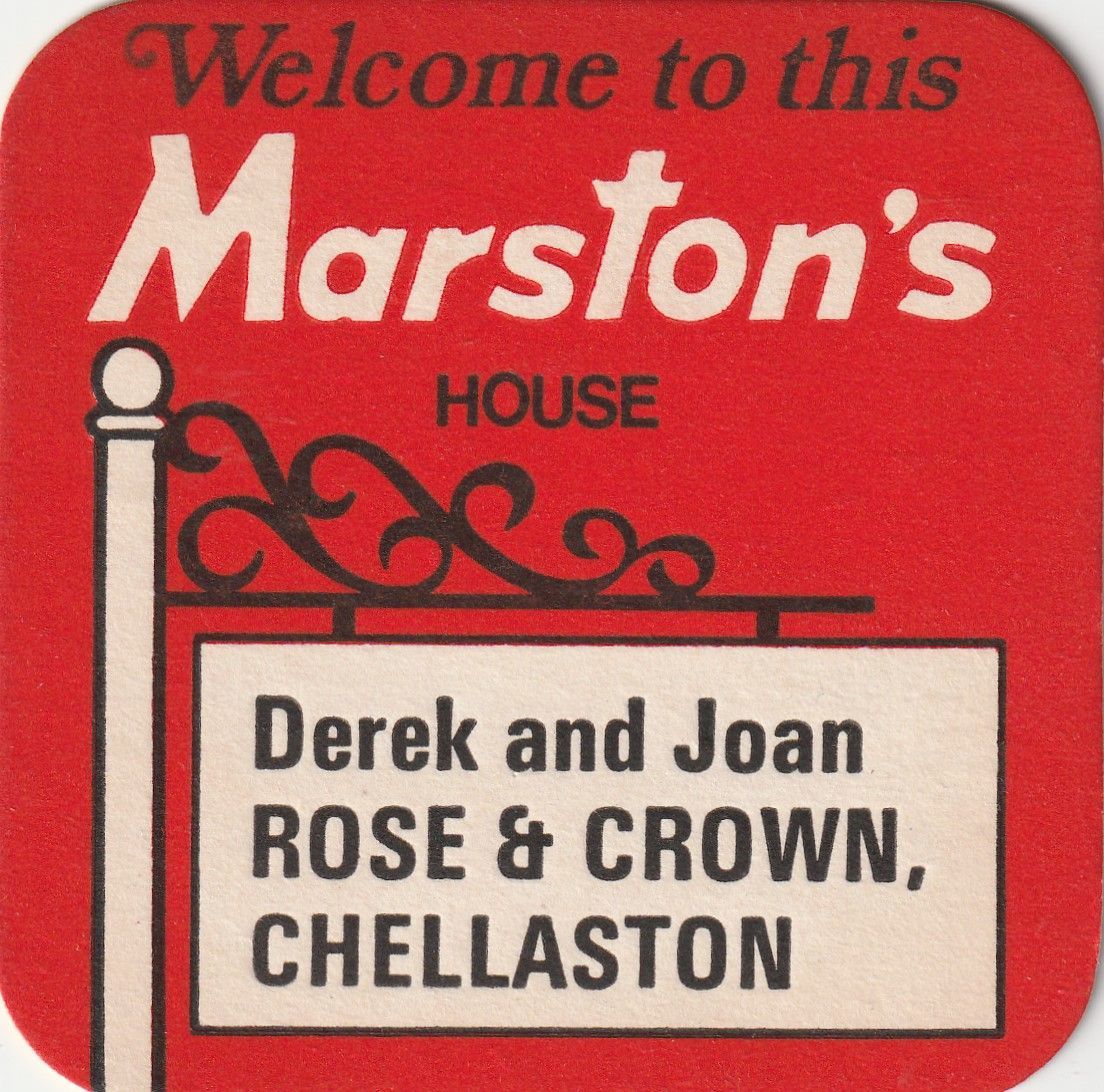 Welcome to this
Marston's
HOUSE
Derek and Joan
ROSE & CROWN,
CHELLASTON